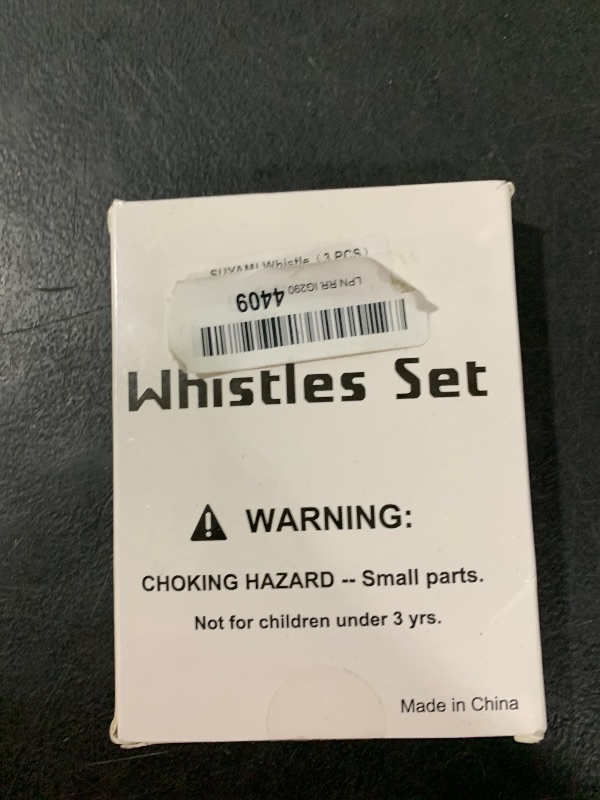 SUYAMI Whistle (3 PCS)
LPN RR IG290 4409
Whistles Set
WARNING:
CHOKING HAZARD -- Small parts.
Not for children under 3 yrs.
Made in China